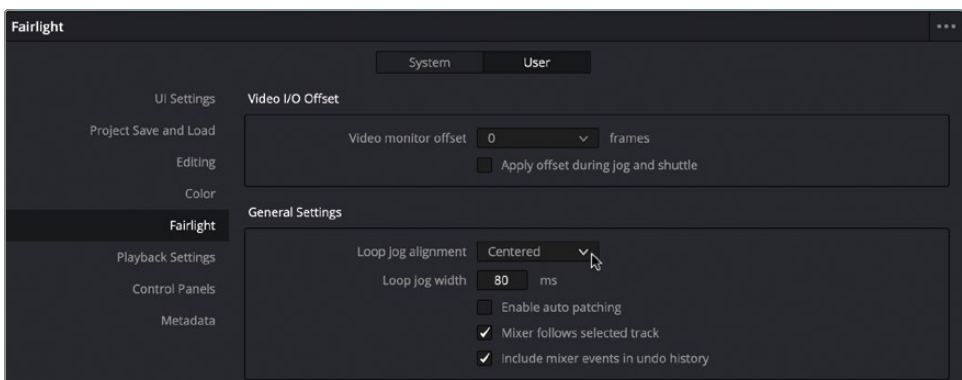 Fairlight
System User
UI Settings
Project Save and Load
Editing
Color
Fairlight
Playback Settings
Control Panels
Metadata
Video I/O Offset
Video monitor offset 0 frames
Apply offset during jog and shuttle
General Settings
Loop jog alignment Centered
Loop jog width 80 ms
Enable auto patching
Mixer follows selected track
Include mixer events in undo history